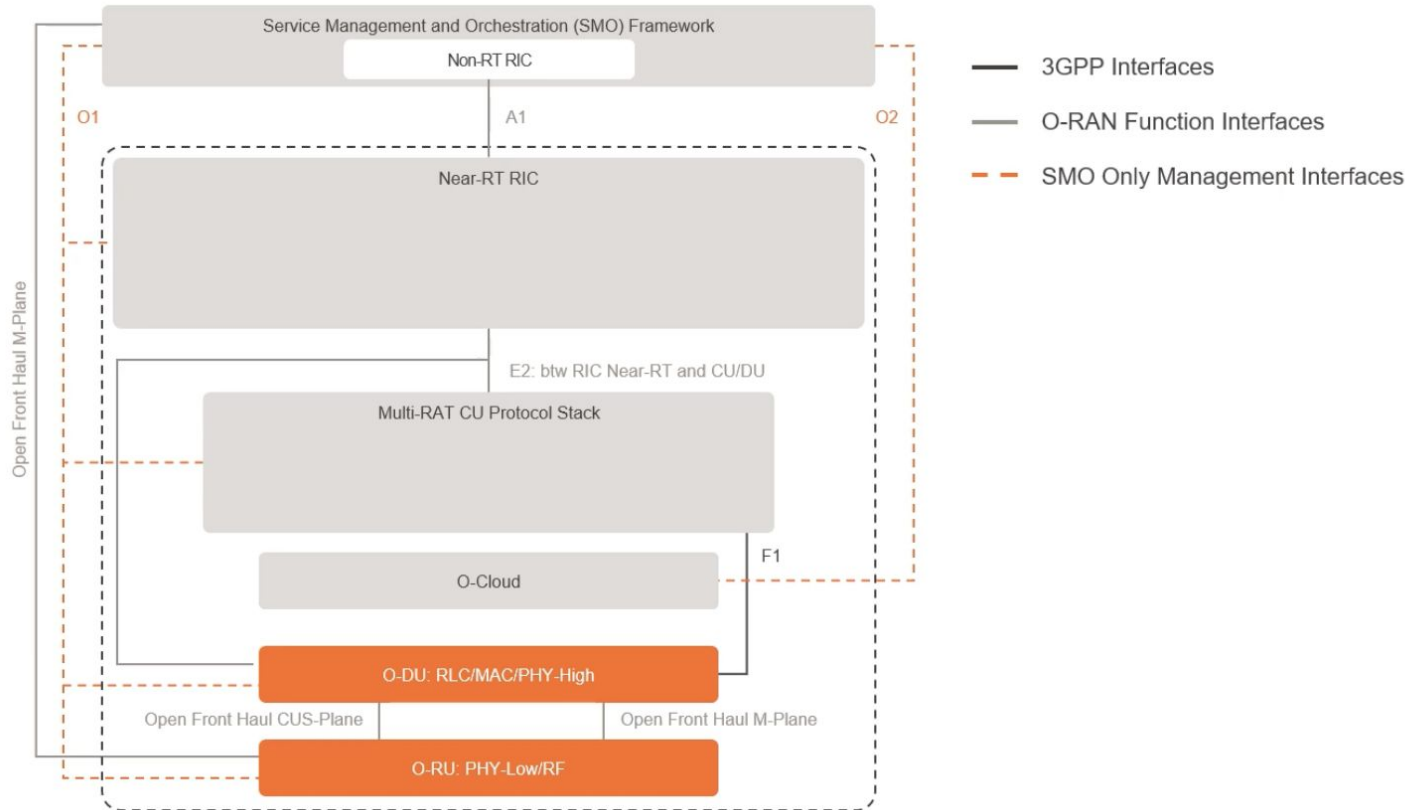 Service Management and Orchestration (SMO) Framework
Non-RT RIC
O1
A1
O2
Near-RT RIC
Open Front Haul M-Plane
E2: btw RIC Near-RT and CU/DU
Multi-RAT CU Protocol Stack
F1
O-Cloud
O-DU: RLC/MAC/PHY-High
Open Front Haul CUS-Plane
Open Front Haul M-Plane
O-RU: PHY-Low/RF
3GPP Interfaces
O-RAN Function Interfaces
SMO Only Management Interfaces